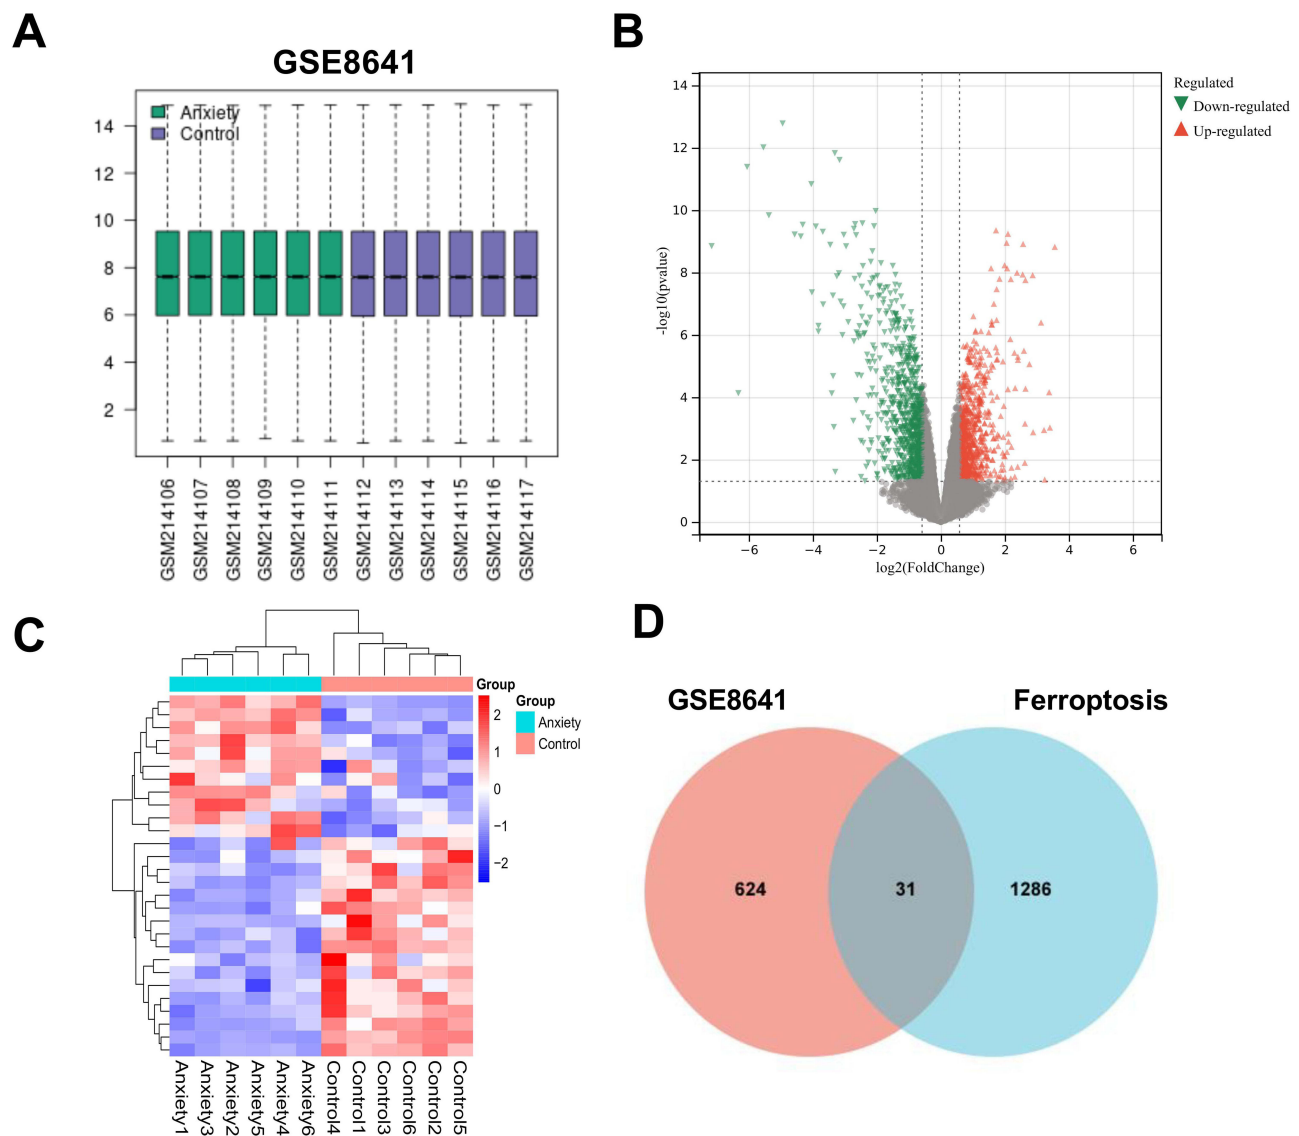 A
GSE8641
Anxiety
Control
14
12
10
8
6
4
2
GSM214106
GSM214107
GSM214108
GSM214109
GSM214110
GSM214111
GSM214112
GSM214113
GSM214114
GSM214115
GSM214116
GSM214117
B
Regulated
Down-regulated
Up-regulated
-log10(pvalue)
14
12
10
8
6
4
2
0
−6 −4 −2 0 2 4 6
log2(FoldChange)
C
Group
2
1
0
−1
−2
Group
Anxiety
Control
Anxiety1
Anxiety3
Anxiety2
Anxiety5
Anxiety4
Anxiety6
Control4
Control1
Control3
Control6
Control2
Control5
D
GSE8641 Ferroptosis
624 31 1286